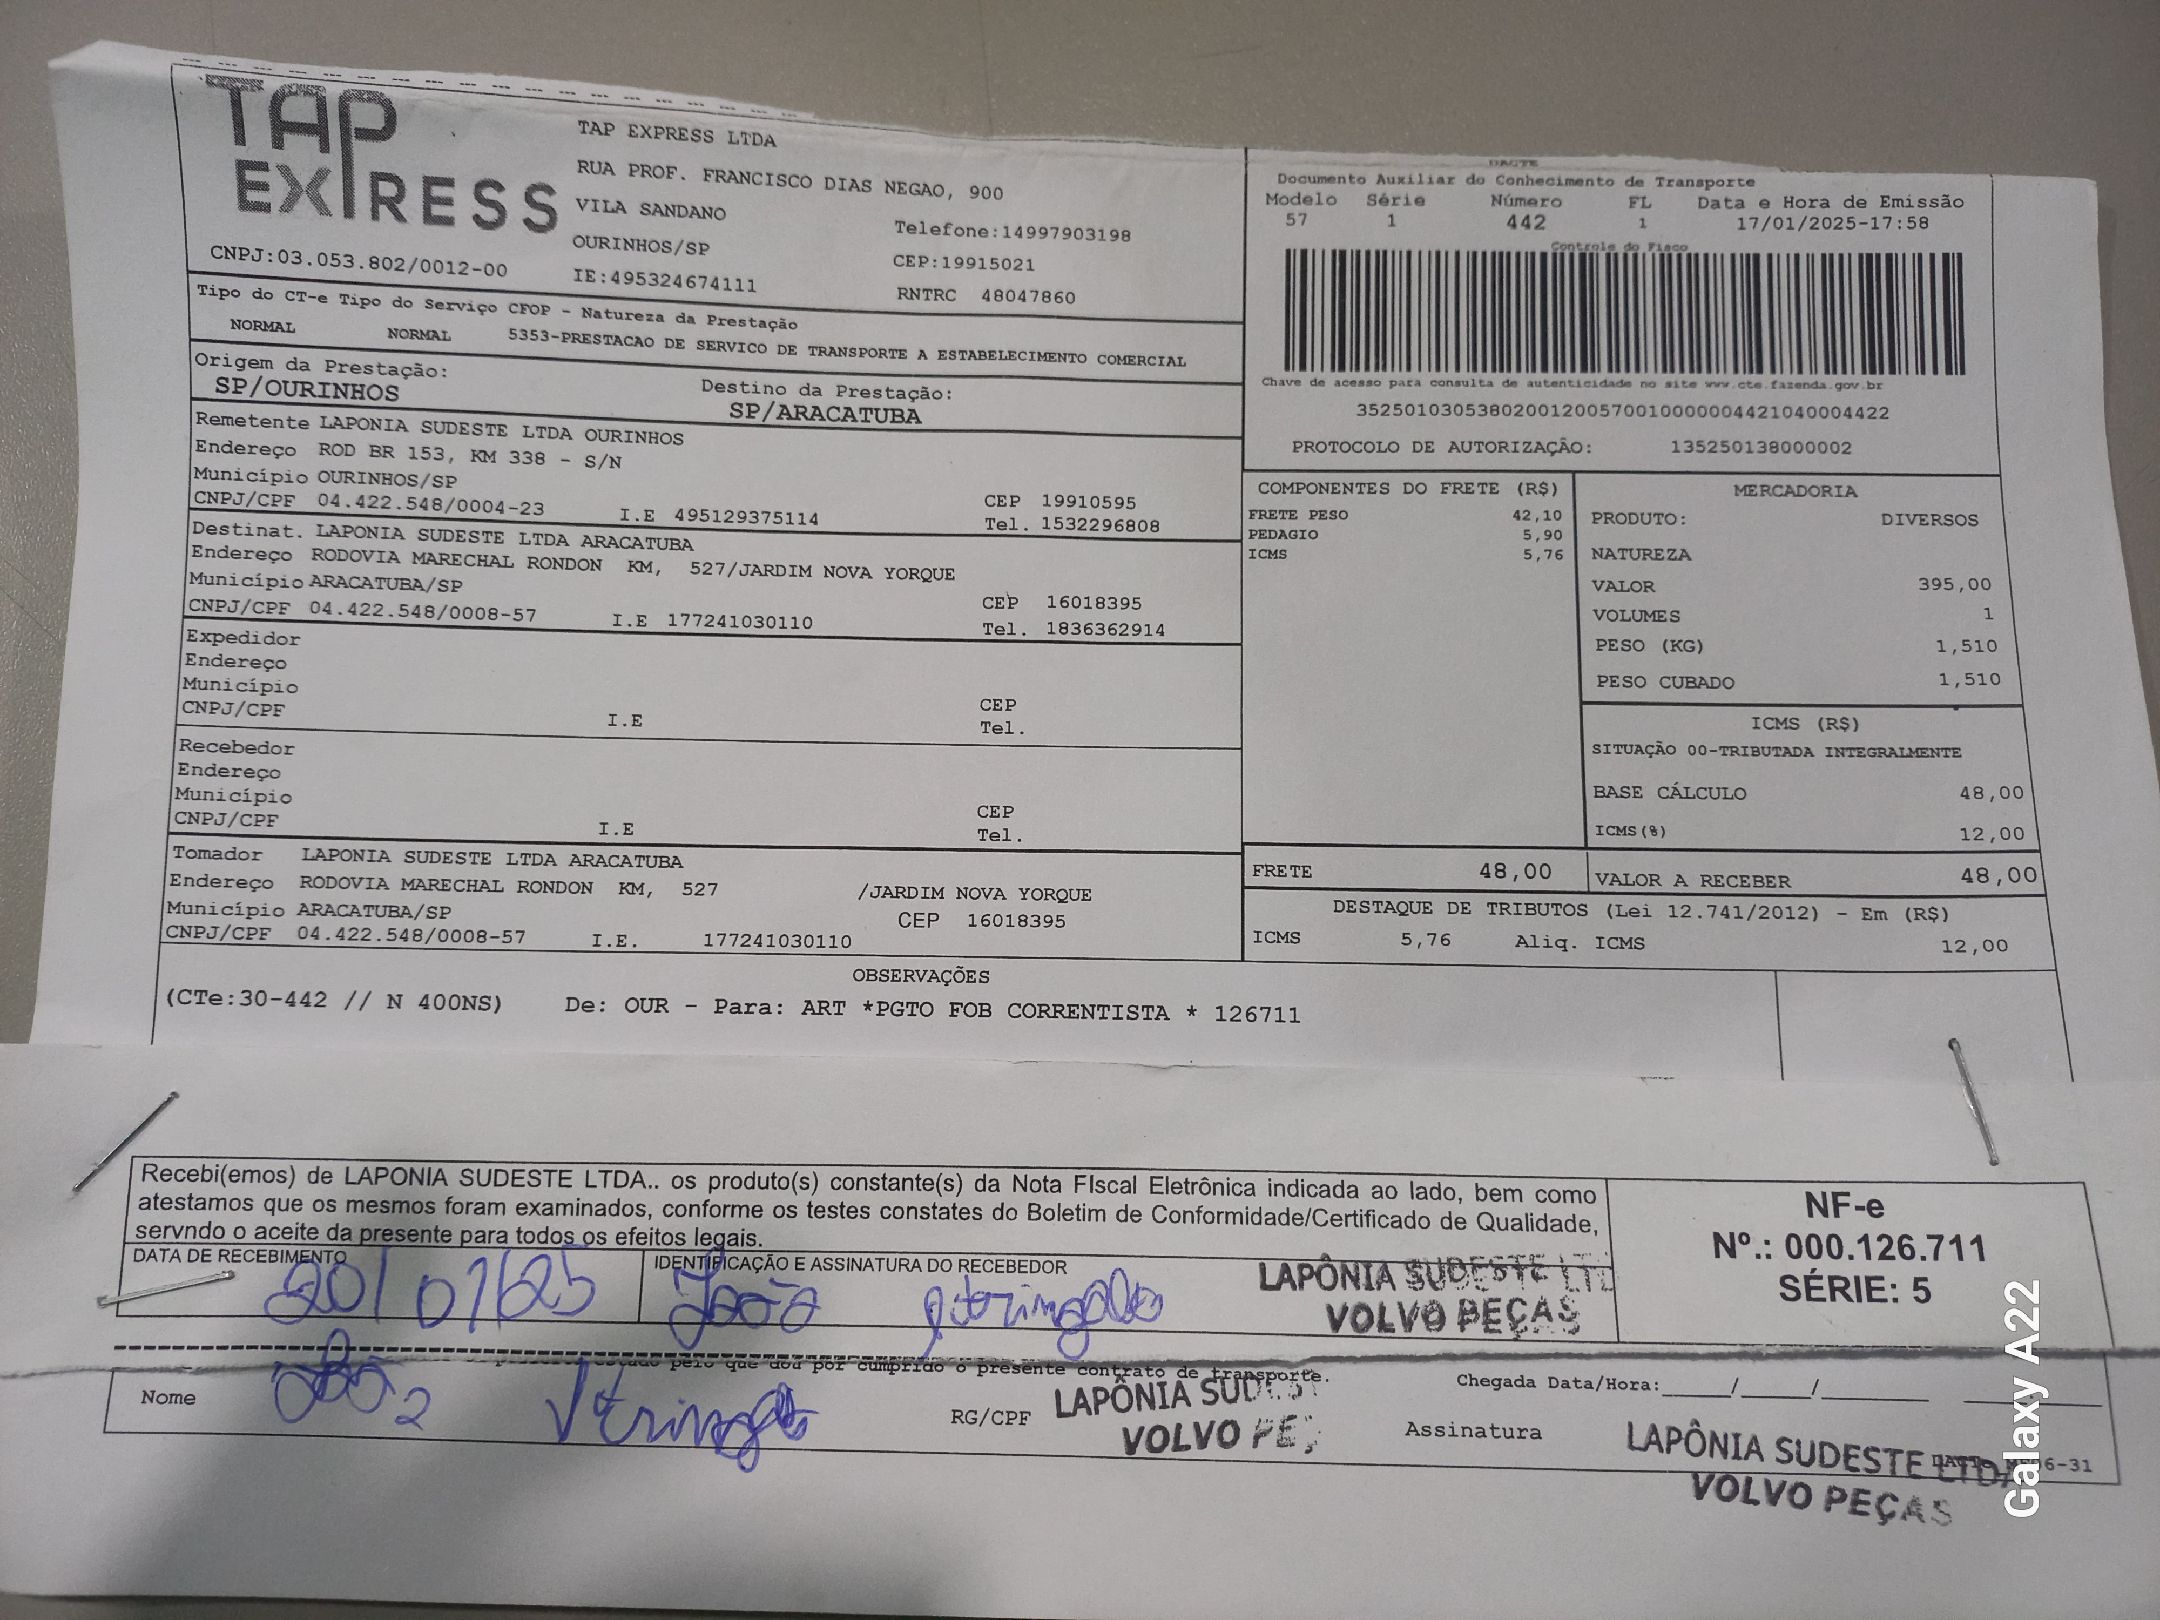 TAP EXPRESS
TAP EXPRESS LTDA
RUA PROF. FRANCISCO DIAS NEGAO, 900
VILA SANDANO
Telefone:14997903198
OURINHOS/SP
CEP:19915021
CNPJ:03.053.802/0012-00
IE:495324674111
RNTRC 48047860
DACTE
Documento Auxiliar do Conhecimento de Transporte
Modelo Série Número FL Data e Hora de Emissão
57 1 442 1 17/01/2025-17:58
Controle do Fisco
Chave de acesso para consulta de autenticidade no site www.cte.fazenda.gov.br
35250103053802001200570010000004421040004422
PROTOCOLO DE AUTORIZAÇÃO: 135250138000002
Tipo do CT-e Tipo do Serviço CFOP - Natureza da Prestação
NORMAL NORMAL 5353-PRESTACAO DE SERVICO DE TRANSPORTE A ESTABELECIMENTO COMERCIAL
Origem da Prestação: Destino da Prestação:
SP/OURINHOS SP/ARACATUBA
Remetente LAPONIA SUDESTE LTDA OURINHOS
Endereço ROD BR 153, KM 338 - S/N
Município OURINHOS/SP CEP 19910595
CNPJ/CPF 04.422.548/0004-23 I.E 495129375114 Tel. 1532296808
Destinat. LAPONIA SUDESTE LTDA ARACATUBA
Endereço RODOVIA MARECHAL RONDON KM, 527/JARDIM NOVA YORQUE
Município ARACATUBA/SP CEP 16018395
CNPJ/CPF 04.422.548/0008-57 I.E 177241030110 Tel. 1836362914
Expedidor
Endereço
Município CEP
CNPJ/CPF I.E Tel.
Recebedor
Endereço
Município CEP
CNPJ/CPF I.E Tel.
Tomador LAPONIA SUDESTE LTDA ARACATUBA
Endereço RODOVIA MARECHAL RONDON KM, 527 /JARDIM NOVA YORQUE
Município ARACATUBA/SP CEP 16018395
CNPJ/CPF 04.422.548/0008-57 I.E. 177241030110
COMPONENTES DO FRETE (R$)
FRETE PESO 42,10
PEDAGIO 5,90
ICMS 5,76
MERCADORIA
PRODUTO: DIVERSOS
NATUREZA
VALOR 395,00
VOLUMES 1
PESO (KG) 1,510
PESO CUBADO 1,510
ICMS (R$)
SITUAÇÃO 00-TRIBUTADA INTEGRALMENTE
BASE CÁLCULO 48,00
ICMS(%) 12,00
FRETE 48,00 VALOR A RECEBER 48,00
DESTAQUE DE TRIBUTOS (Lei 12.741/2012) - Em (R$)
ICMS 5,76 Aliq. ICMS 12,00
OBSERVAÇÕES
(CTe:30-442 // N 400NS) De: OUR - Para: ART *PGTO FOB CORRENTISTA * 126711
Recebi(emos) de LAPONIA SUDESTE LTDA.. os produto(s) constante(s) da Nota FIscal Eletrônica indicada ao lado, bem como
atestamos que os mesmos foram examinados, conforme os testes constates do Boletim de Conformidade/Certificado de Qualidade,
servndo o aceite da presente para todos os efeitos legais.
NF-e
Nº.: 000.126.711
SÉRIE: 5
DATA DE RECEBIMENTO IDENTIFICAÇÃO E ASSINATURA DO RECEBEDOR
20/01/25 João
LAPÔNIA SUDESTE LTD
VOLVO PEÇAS
pelo que dou por cumprido o presente contrato de transporte.
Nome
RG/CPF
LAPÔNIA SUDEST
VOLVO PE
Chegada Data/Hora:_____/_____/_______
Assinatura
LAPÔNIA SUDESTE LTDA
VOLVO PEÇAS
Galaxy A22